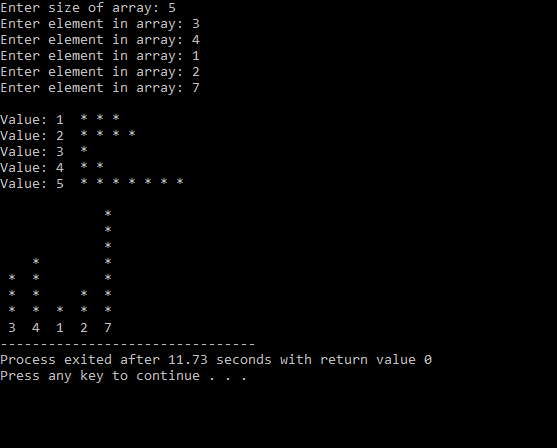 Enter size of array: 5
Enter element in array: 3
Enter element in array: 4
Enter element in array: 1
Enter element in array: 2
Enter element in array: 7

Value: 1  * * *
Value: 2  * * * *
Value: 3  *
Value: 4  * *
Value: 5  * * * * * * *

             *
             *
             *
    *        *
 *  *        *
 *  *     *  *
 *  *  *  *  *
 3  4  1  2  7
--------------------------------
Process exited after 11.73 seconds with return value 0
Press any key to continue . . .